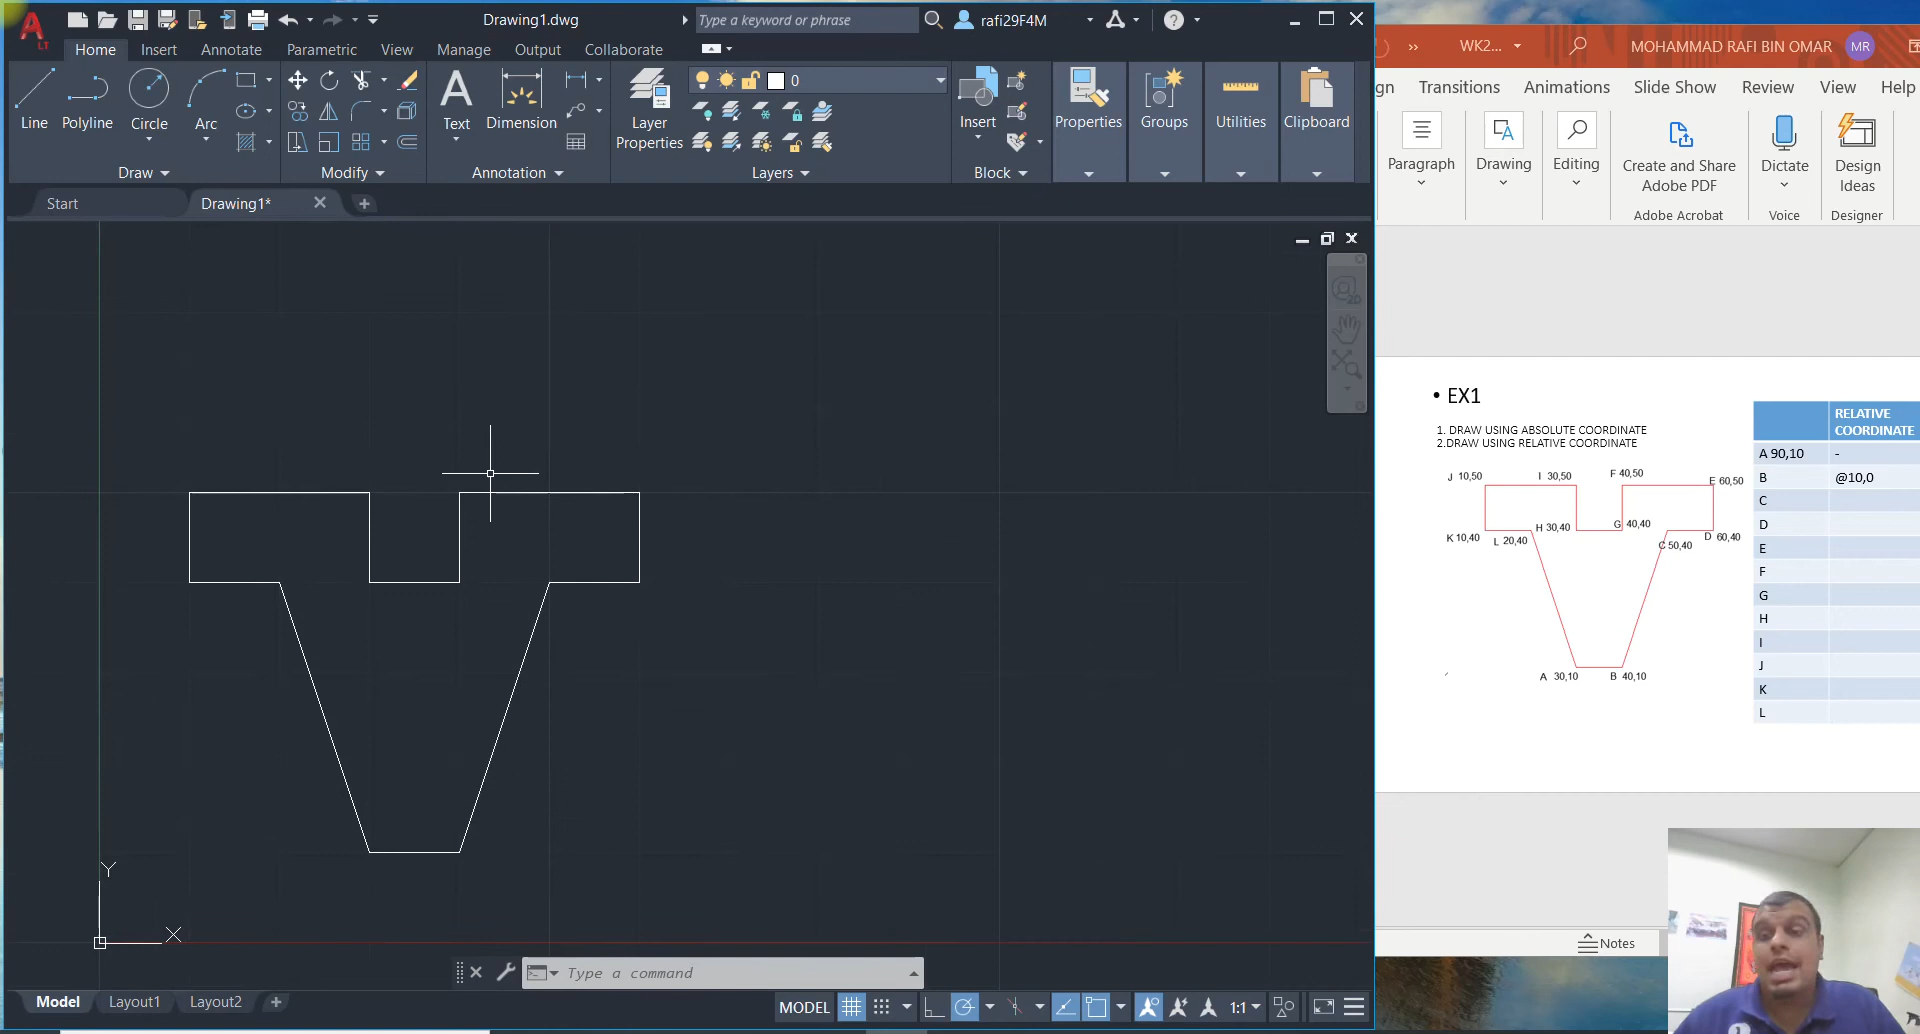 A
LT
Drawing1.dwg
Type a keyword or phrase
rafi29F4M
Home
Insert
Annotate
Parametric
View
Manage
Output
Collaborate
Line
Polyline
Circle
Arc
Draw
Modify
Text
Dimension
Annotation
Layer
Properties
0
Layers
Insert
Block
Properties
Groups
Utilities
Clipboard
Start
Drawing1*
2D
Y
X
Type a command
Model
Layout1
Layout2
MODEL
1:1
WK2...
MOHAMMAD RAFI BIN OMAR
MR
gn
Transitions
Animations
Slide Show
Review
View
Help
Paragraph
Drawing
Editing
Create and Share
Adobe PDF
Dictate
Design
Ideas
Adobe Acrobat
Voice
Designer
• EX1
1. DRAW USING ABSOLUTE COORDINATE
2.DRAW USING RELATIVE COORDINATE
J 10,50
I 30,50
F 40,50
E 60,50
K 10,40
L 20,40
H 30,40
G 40,40
C 50,40
D 60,40
A 30,10
B 40,10
RELATIVE
COORDINATE
A 90,10 -
B @10,0
C
D
E
F
G
H
I
J
K
L
Notes